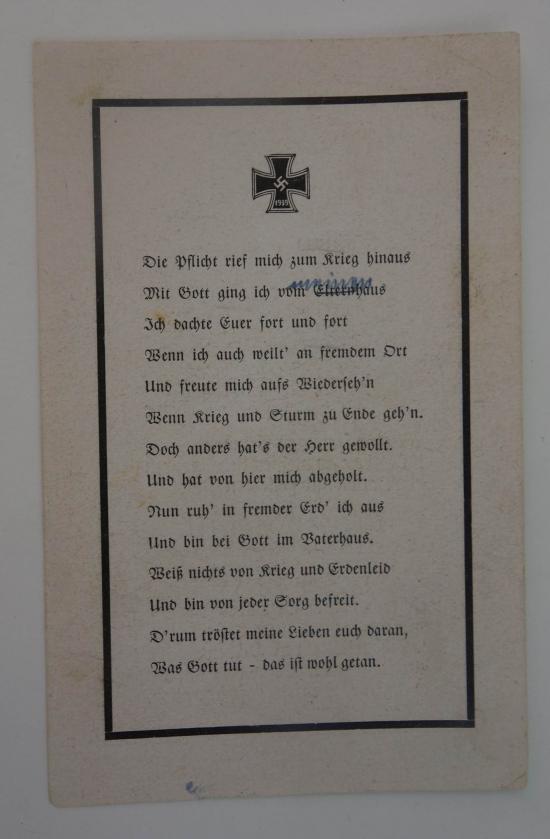 1939
Die Pflicht rief mich zum Krieg hinaus
meinem
Mit Gott ging ich vom Elternhaus
Ich dachte Euer fort und fort
Wenn ich auch weilt' an fremdem Ort
Und freute mich aufs Wiederseh'n
Wenn Krieg und Sturm zu Ende geh'n.
Doch anders hat's der Herr gewollt.
Und hat von hier mich abgeholt.
Nun ruh' in fremder Erd' ich aus
Und bin bei Gott im Vaterhaus.
Weiß nichts von Krieg und Erdenleid
Und bin von jeder Sorg befreit.
D'rum tröstet meine Lieben euch daran,
Was Gott tut - das ist wohl getan.